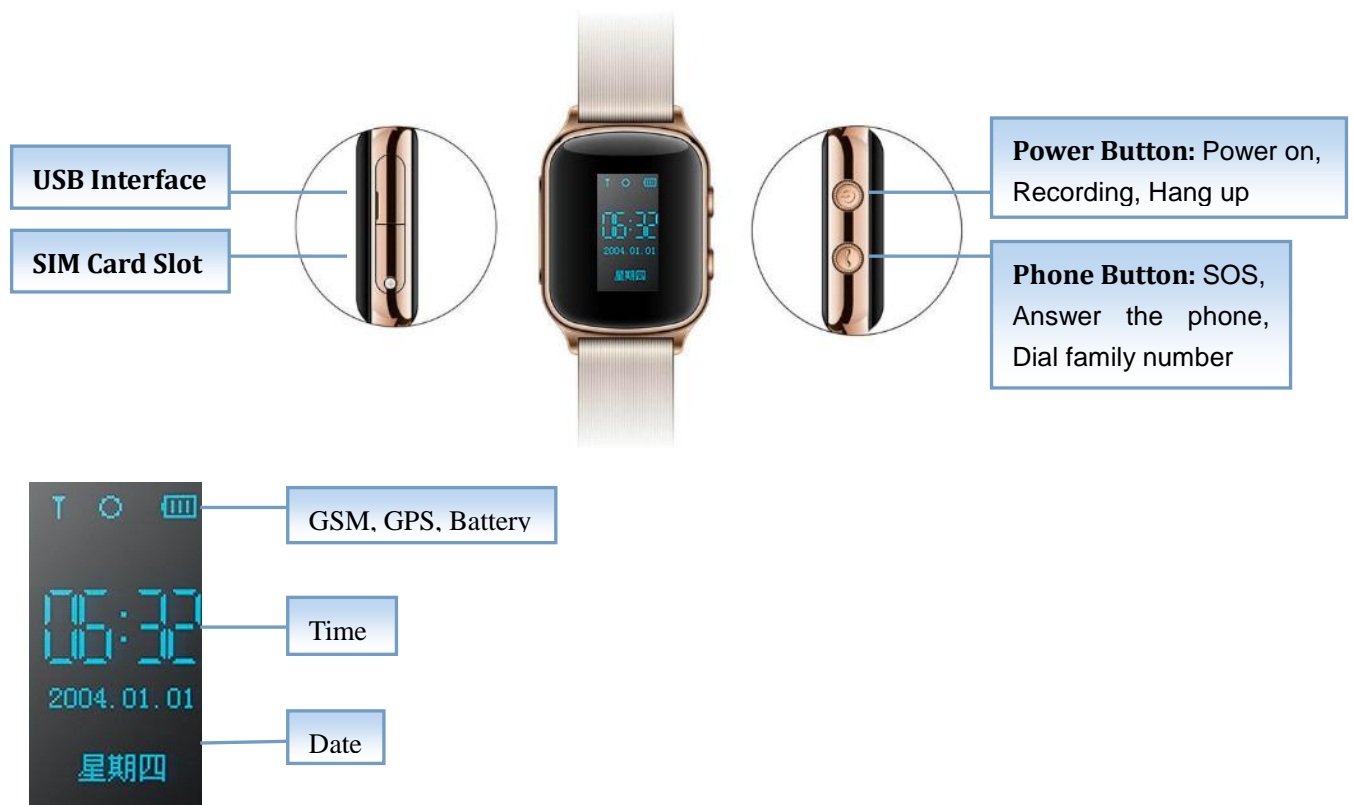 USB Interface
SIM Card Slot
06:32
2004.01.01
星期四
Power Button: Power on,
Recording, Hang up
Phone Button: SOS,
Answer the phone,
Dial family number
GSM, GPS, Battery
06:32
Time
2004.01.01
Date
星期四